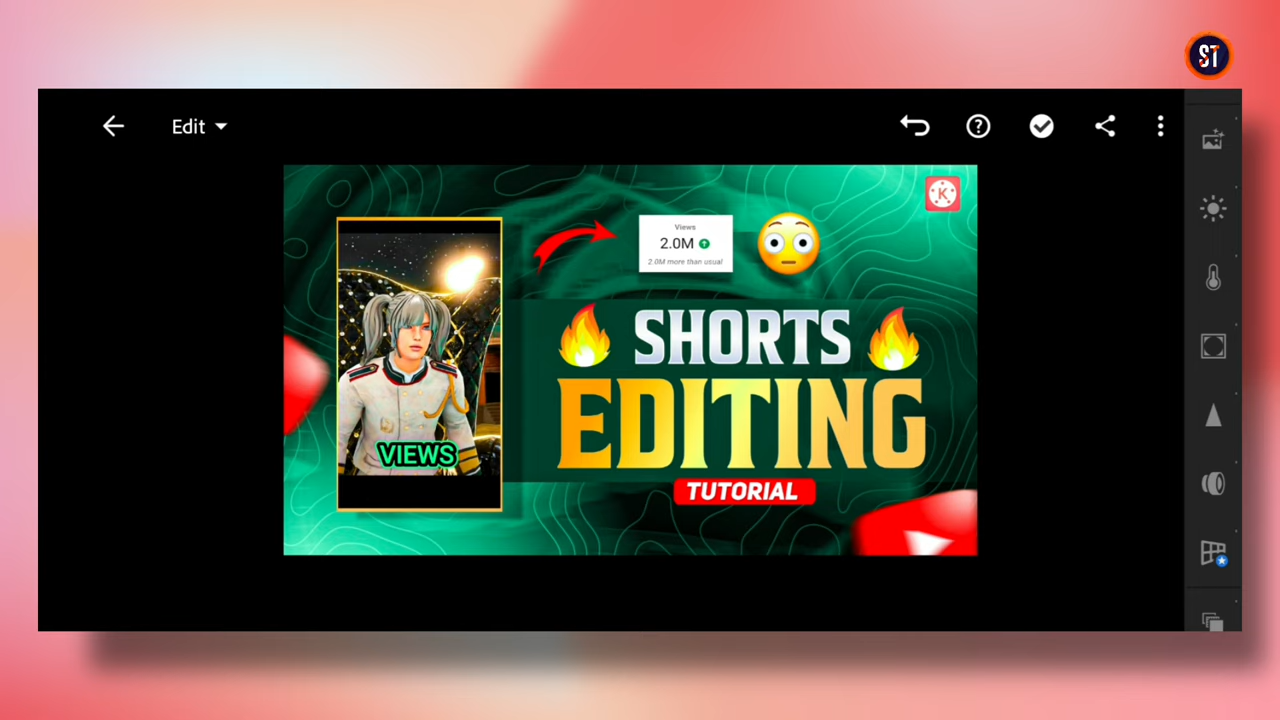 ST
Edit
K
Views
2.0M
2.0M more than usual
SHORTS
EDITING
TUTORIAL
VIEWS